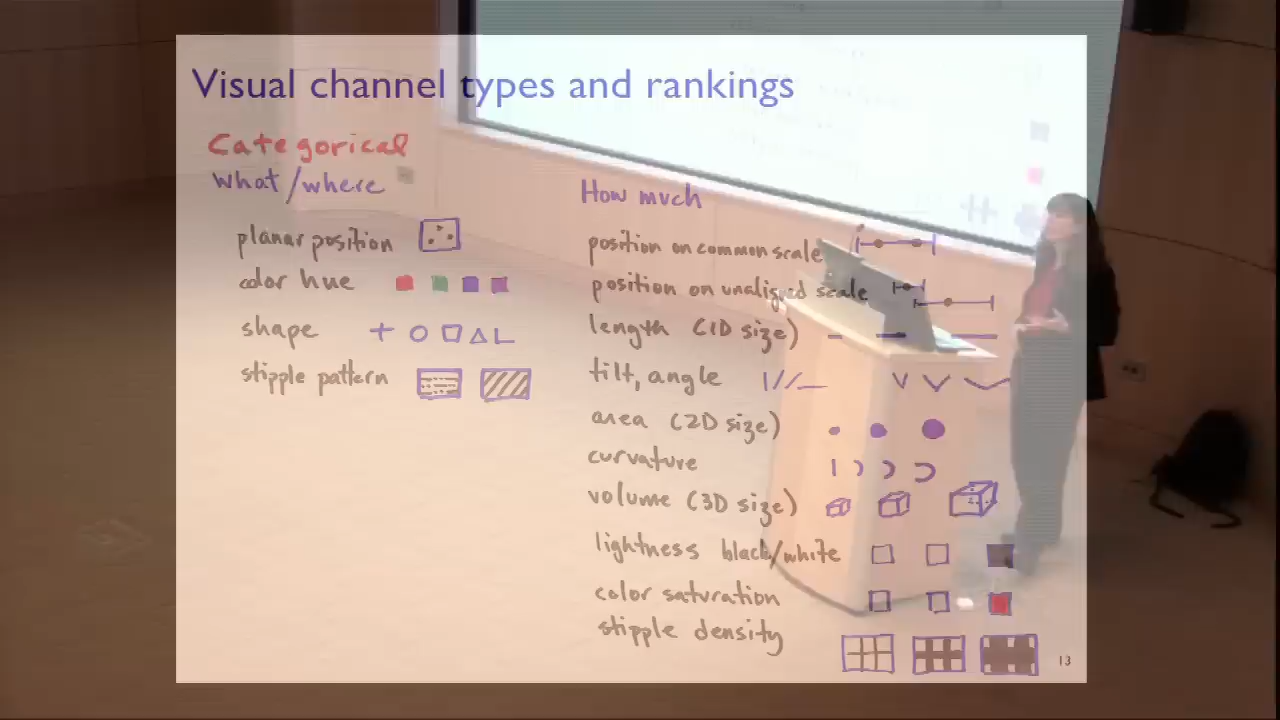 Visual channel types and rankings
Categorical
What/where
planar position
color hue
shape
stipple pattern
How much
position on common scale
position on unaligned scale
length (1D size)
tilt, angle
area (2D size)
curvature
volume (3D size)
lightness black/white
color saturation
stipple density
13